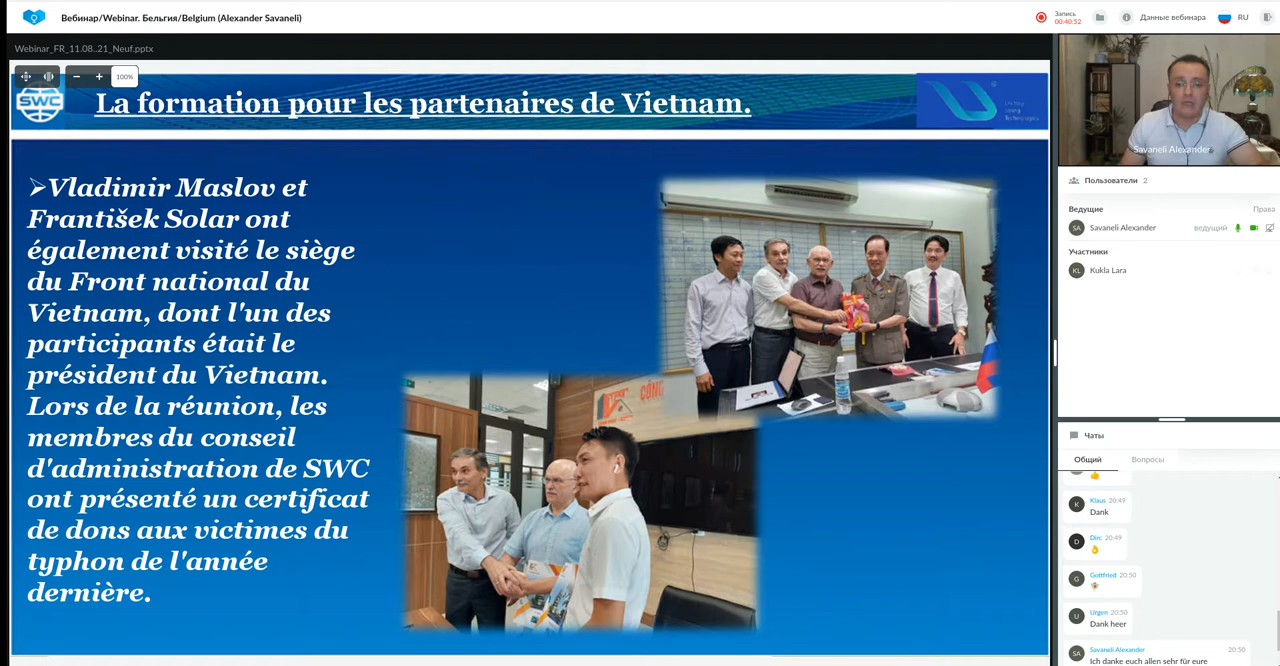 Вебинар/Webinar. Бельгия/Belgium (Alexander Savaneli)
Запись
00:40:52
Данные вебинара
RU
Webinar_FR_11.08..21_Neuf.pptx
100%
SWC
La formation pour les partenaires de Vietnam.
➢Vladimir Maslov et
František Solar ont
également visité le siège
du Front national du
Vietnam, dont l'un des
participants était le
président du Vietnam.
Lors de la réunion, les
membres du conseil
d'administration de SWC
ont présenté un certificat
de dons aux victimes du
typhon de l'année
dernière.
CÔNG
Savaneli Alexander
Пользователи 2
Ведущие
Права
SA
Savaneli Alexander
ведущий
Участники
KL
Kukla Lara
Чаты
Общий
Вопросы
K
Klaus 20:49
Dank
D
Dirc 20:49
G
Gottfried 20:50
U
Urgen 20:50
Dank heer
SA
Savaneli Alexander 20:50
Ich danke euch allen sehr für eure